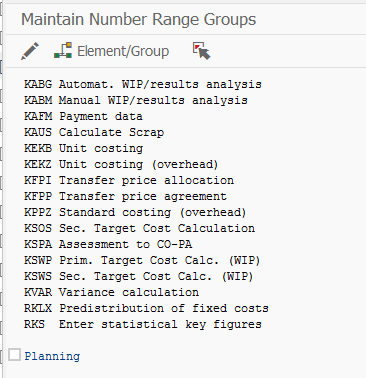 Maintain Number Range Groups
Element/Group
KABG Automat. WIP/results analysis
KABM Manual WIP/results analysis
KAFM Payment data
KAUS Calculate Scrap
KEKB Unit costing
KEKZ Unit costing (overhead)
KFPI Transfer price allocation
KFPP Transfer price agreement
KPPZ Standard costing (overhead)
KSOS Sec. Target Cost Calculation
KSPA Assessment to CO-PA
KSWP Prim. Target Cost Calc. (WIP)
KSWS Sec. Target Cost Calc. (WIP)
KVAR Variance calculation
RKLX Predistribution of fixed costs
RKS  Enter statistical key figures
Planning